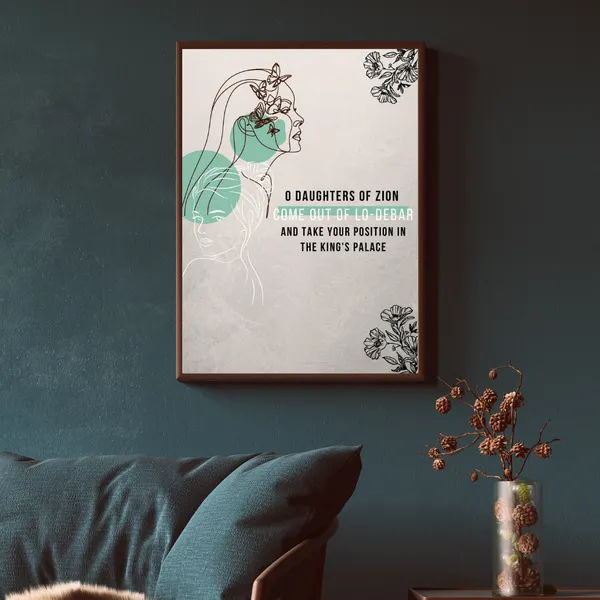 O DAUGHTERS OF ZION
COME OUT OF LO-DEBAR
AND TAKE YOUR POSITION IN
THE KING'S PALACE